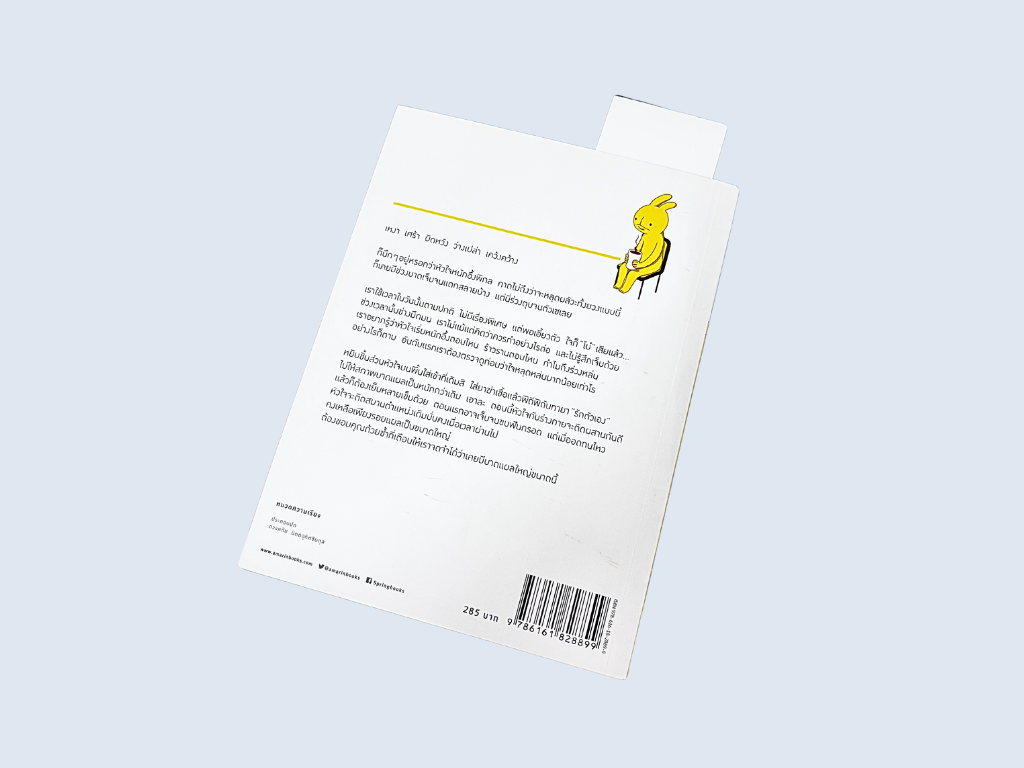 เหงา เศร้า ผิดหวัง ว่างเปล่า เคว้งคว้าง
ก็นึกๆ อยู่หรอกว่าหัวใจหนักอึ้งพิกล คาดไม่ถึงว่าจะหลุดแล้วะทั้งยวงแบบนี้
ก็เคยมีช่วงบาดเจ็บจนแตกสลายบ้าง แต่มีร่วงตุบจนตัวเซเลย
เราใช้เวลาในวันนั้นตามปกติ ไม่มีเรื่องพิเศษ แต่พอเอี้ยวตัว ใจก็ "โบ๋" เสียแล้ว...
ช่วงเวลานั้นช่างมืดมน เราไม่แม้แต่คิดว่าควรทำอย่างไรต่อ และไม่รู้สึกเจ็บด้วย
เราอยากรู้ว่าหัวใจเริ่มหนักอึ้งตอนไหน ร้าวรานตอนไหน ทำไมถึงร่วงหล่น
อย่างไรก็ตาม อันดับแรกเราต้องตรวจดูก่อนว่าใจหลุดหล่นมากน้อยเท่าไร
หยิบชิ้นส่วนหัวใจบนพื้นใส่เข้าที่เดิมสิ ใส่ยาฆ่าเชื้อแล้วพิถีพิถันทายา "รักตัวเอง"
ไม่ให้สภาพบาดแผลเป็นหนักกว่าเดิม เอาละ ตอนนี้หัวใจกับร่างกายจะติดผสานกันดี
แล้วก็ต้องเย็บหลายเข็มด้วย ตอนแรกอาจเจ็บจนขบฟันกรอด แต่เมื่ออดทนไหว
หัวใจจะติดสมานตำแหน่งเดิมมั่นคงเมื่อเวลาผ่านไป
คงเหลือเพียงรอยแผลเป็นขนาดใหญ่
ต้องขอบคุณด้วยซ้ำที่เตือนให้เราจดจำได้ว่าเคยมีบาดแผลใหญ่ขนาดนี้
หมวดความเรียง
ประกอบปก
www.amarinbooks.com @amarinbooks Springbooks
285 บาท
9 786161 828899